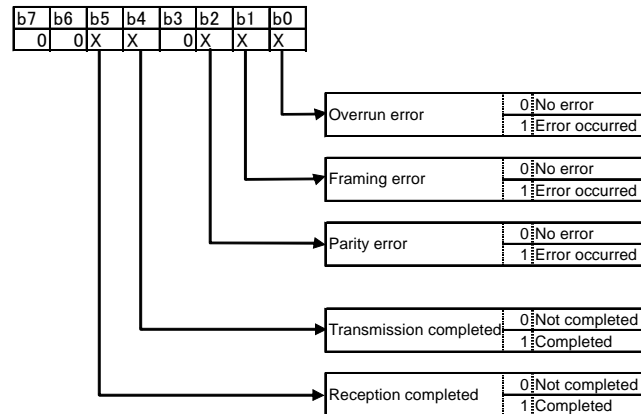 b7 b6 b5 b4 b3 b2 b1 b0
0 0 X X 0 X X X
Overrun error 0 No error
1 Error occurred
Framing error 0 No error
1 Error occurred
Parity error 0 No error
1 Error occurred
Transmission completed 0 Not completed
1 Completed
Reception completed 0 Not completed
1 Completed